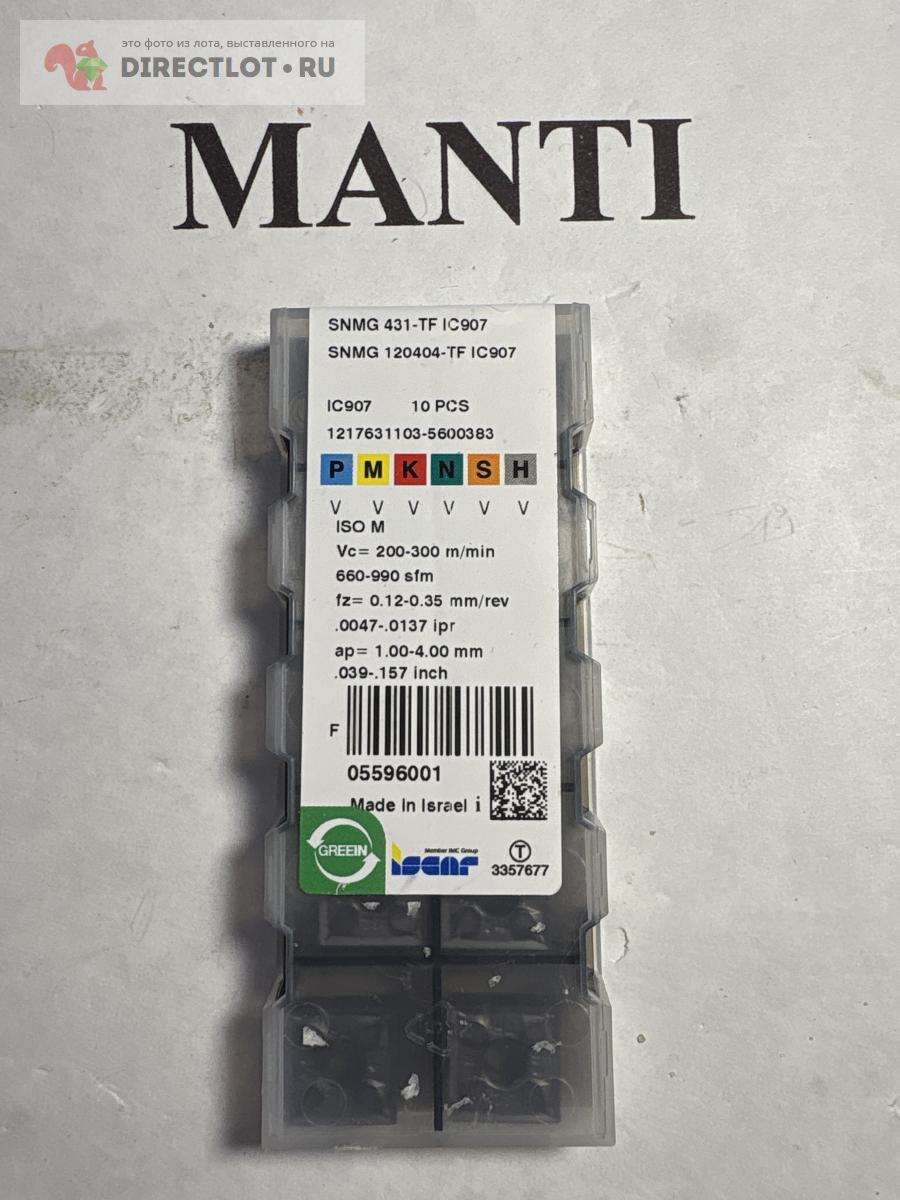 это фото из лота, выставленного на
DIRECTLOT•RU
MANTI
SNMG 431-TF IC907
SNMG 120404-TF IC907
IC907 10 PCS
1217631103-5600383
P M K N S H
V V V V V V
ISO M
Vc= 200-300 m/min
660-990 sfm
fz= 0.12-0.35 mm/rev
.0047-.0137 ipr
ap= 1.00-4.00 mm
.039-.157 inch
F
05596001
Made in Israel i
GREEIN
Member IMC Group
iscar
T
3357677